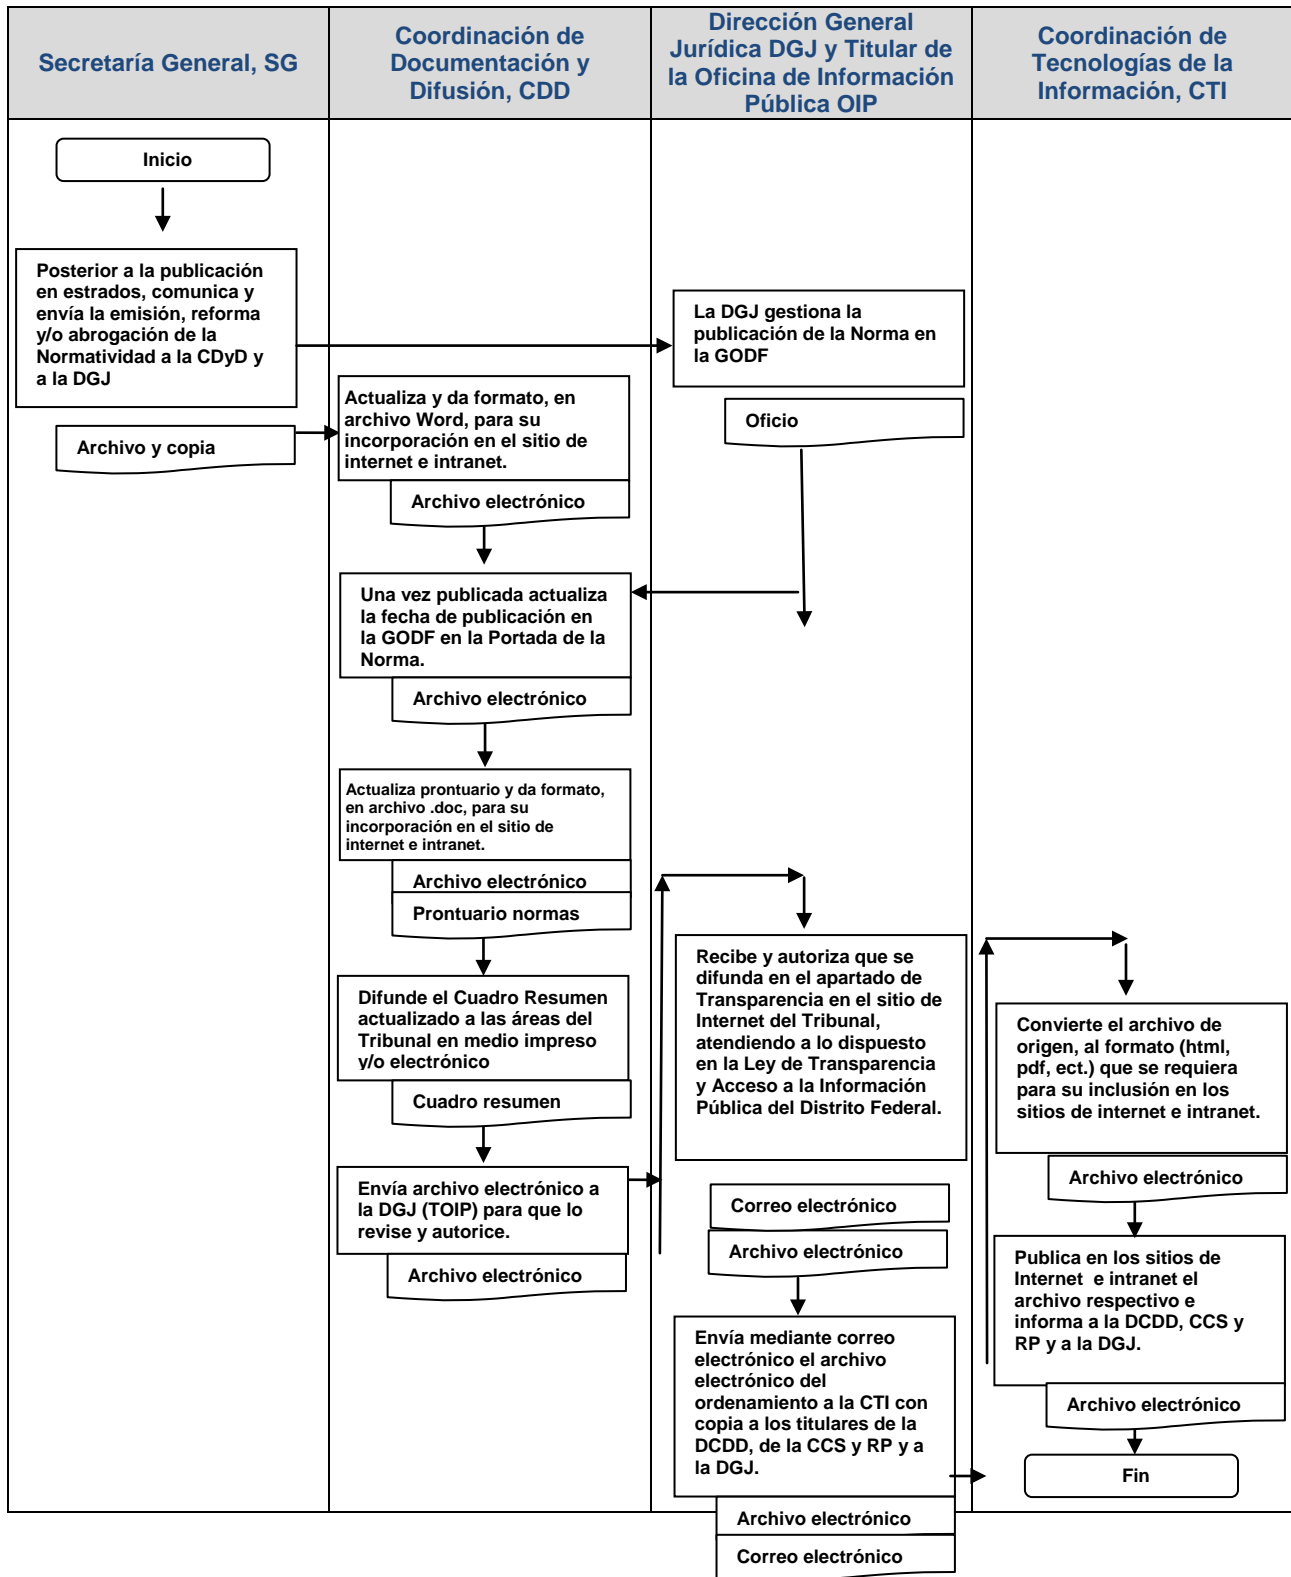 Secretaría General, SG
Coordinación de
Documentación y
Difusión, CDD
Dirección General
Jurídica DGJ y Titular de
la Oficina de Información
Pública OIP
Coordinación de
Tecnologías de la
Información, CTI
Inicio
Posterior a la publicación
en estrados, comunica y
envía la emisión, reforma
y/o abrogación de la
Normatividad a la CDyD y
a la DGJ
Archivo y copia
La DGJ gestiona la
publicación de la Norma en
la GODF
Oficio
Actualiza y da formato, en
archivo Word, para su
incorporación en el sitio de
internet e intranet.
Archivo electrónico
Una vez publicada actualiza
la fecha de publicación en
la GODF en la Portada de la
Norma.
Archivo electrónico
Actualiza prontuario y da formato,
en archivo .doc, para su
incorporación en el sitio de
internet e intranet.
Archivo electrónico
Prontuario normas
Difunde el Cuadro Resumen
actualizado a las áreas del
Tribunal en medio impreso
y/o electrónico
Cuadro resumen
Envía archivo electrónico a
la DGJ (TOIP) para que lo
revise y autorice.
Archivo electrónico
Recibe y autoriza que se
difunda en el apartado de
Transparencia en el sitio de
Internet del Tribunal,
atendiendo a lo dispuesto
en la Ley de Transparencia
y Acceso a la Información
Pública del Distrito Federal.
Correo electrónico
Archivo electrónico
Envía mediante correo
electrónico el archivo
electrónico del
ordenamiento a la CTI con
copia a los titulares de la
DCDD, de la CCS y RP y a
la DGJ.
Archivo electrónico
Correo electrónico
Convierte el archivo de
origen, al formato (html,
pdf, ect.) que se requiera
para su inclusión en los
sitios de internet e intranet.
Archivo electrónico
Publica en los sitios de
Internet e intranet el
archivo respectivo e
informa a la DCDD, CCS y
RP y a la DGJ.
Archivo electrónico
Fin